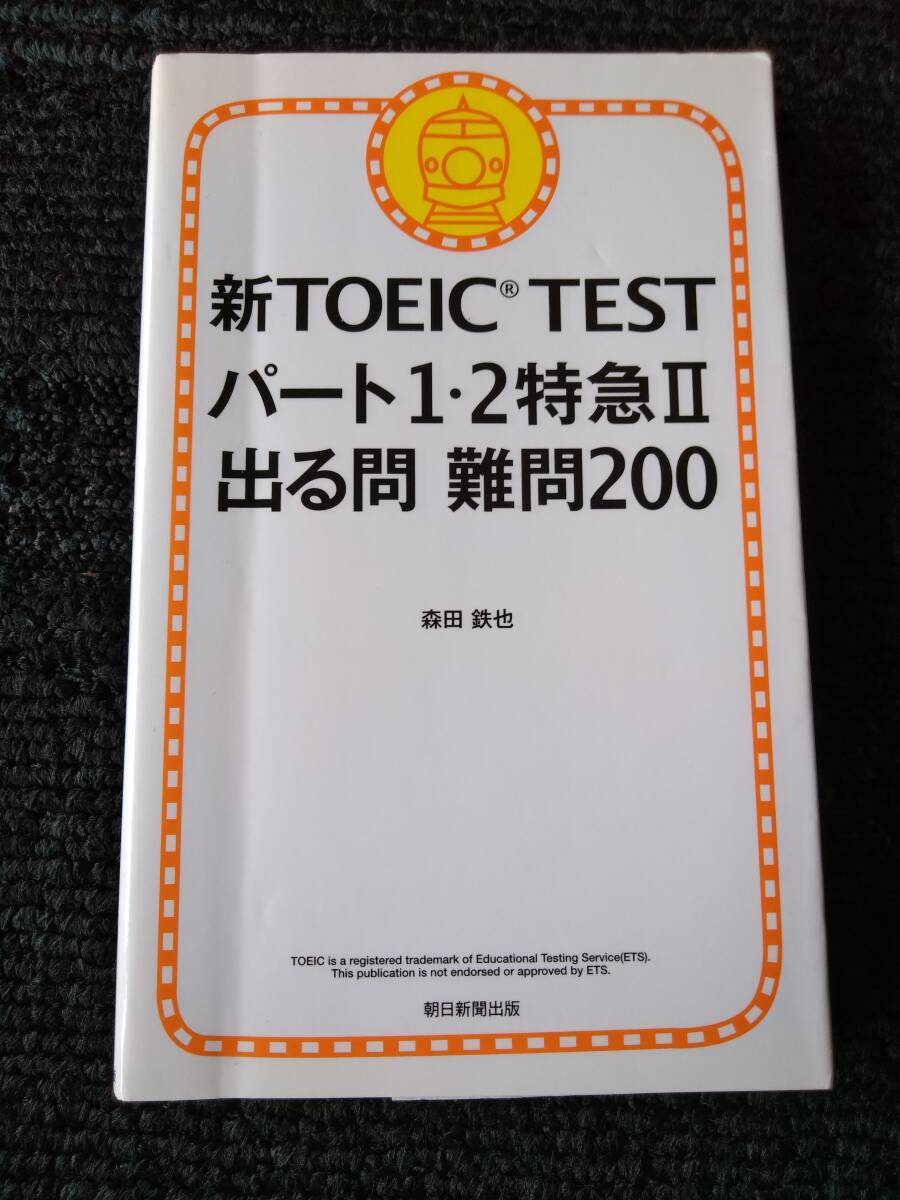 新TOEIC® TEST
パート1・2特急II
出る問 難問200
森田 鉄也
TOEIC is a registered trademark of Educational Testing Service(ETS).
This publication is not endorsed or approved by ETS.
朝日新聞出版